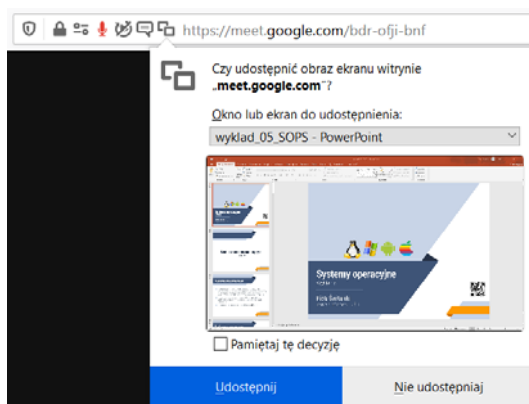 https://meet.google.com/bdr-ofji-bnf
Czy udostępnić obraz ekranu witrynie
„meet.google.com”?
Okno lub ekran do udostępnienia:
wyklad_05_SOPS - PowerPoint
Systemy operacyjne
Pamiętaj tę decyzję
Udostępnij
Nie udostępniaj